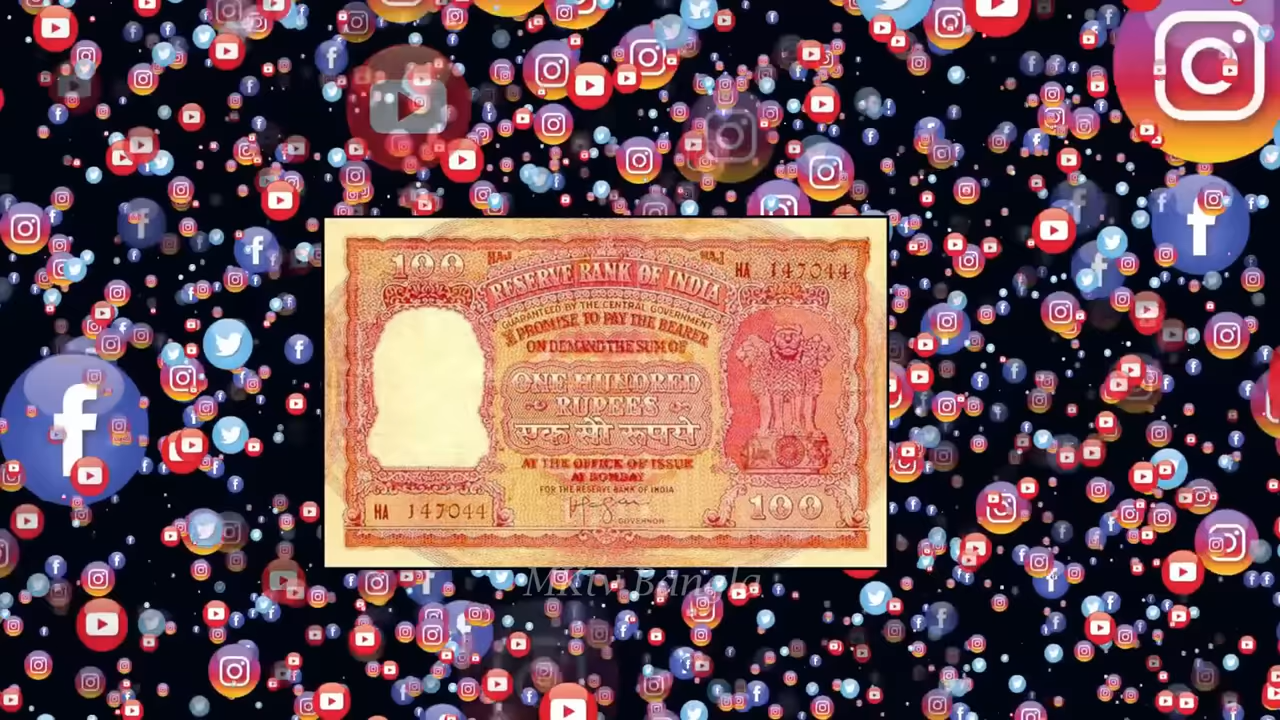 100
HAJ
HAJ
HA 147044
RESERVE BANK OF INDIA
GUARANTEED BY THE CENTRAL GOVERNMENT
I PROMISE TO PAY THE BEARER
ON DEMAND THE SUM OF
ONE HUNDRED
RUPEES
एक सौ रूपये
AT THE OFFICE OF ISSUE
AT BOMBAY
FOR THE RESERVE BANK OF INDIA
GOVERNOR
HA 147044
100
MKtv Bangla